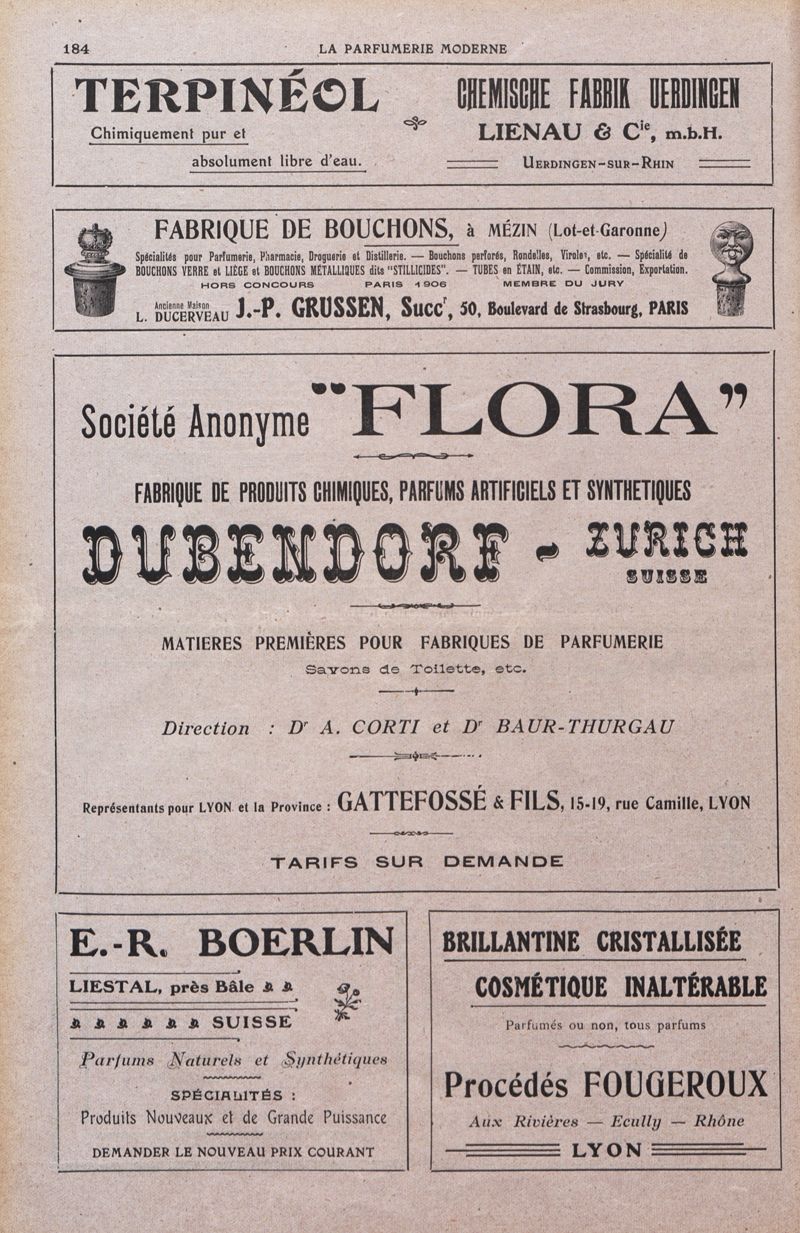 184
LA PARFUMERIE MODERNE
TERPINÉOL
Chimiquement pur et
absolument libre d'eau.
CHEMISCHE FABRIK UERDINGEN
LIENAU & Cie, m.b.H.
UERDINGEN-SUR-RHIN
FABRIQUE DE BOUCHONS, à MÉZIN (Lot-et-Garonne)
Spécialités pour Parfumerie, Pharmacie, Droguerie et Distillerie. — Bouchons perforés, Rondelles, Viroles, etc. — Spécialité de
BOUCHONS VERRE et LIÈGE et BOUCHONS MÉTALLIQUES dits "STILLICIDES". — TUBES en ÉTAIN, etc. — Commission, Exportation.
HORS CONCOURS PARIS 1906 MEMBRE DU JURY
Ancienne Maison
L. DUCERVEAU J.-P. GRUSSEN, Succr, 50, Boulevard de Strasbourg, PARIS
Société Anonyme "FLORA"
FABRIQUE DE PRODUITS CHIMIQUES, PARFUMS ARTIFICIELS ET SYNTHETIQUES
DUBENDORF - ZURICH
SUISSE
MATIERES PREMIÈRES POUR FABRIQUES DE PARFUMERIE
Savons de Toilette, etc.
Direction : Dr A. CORTI et Dr BAUR-THURGAU
Représentants pour LYON et la Province : GATTEFOSSÉ & FILS, 15-19, rue Camille, LYON
TARIFS SUR DEMANDE
E.-R. BOERLIN
LIESTAL, près Bâle
SUISSE
Parfums Naturels et Synthétiques
SPÉCIALITÉS :
Produits Nouveaux et de Grande Puissance
DEMANDER LE NOUVEAU PRIX COURANT
BRILLANTINE CRISTALLISÉE
COSMÉTIQUE INALTÉRABLE
Parfumés ou non, tous parfums
Procédés FOUGEROUX
Aux Rivières — Ecully — Rhône
LYON